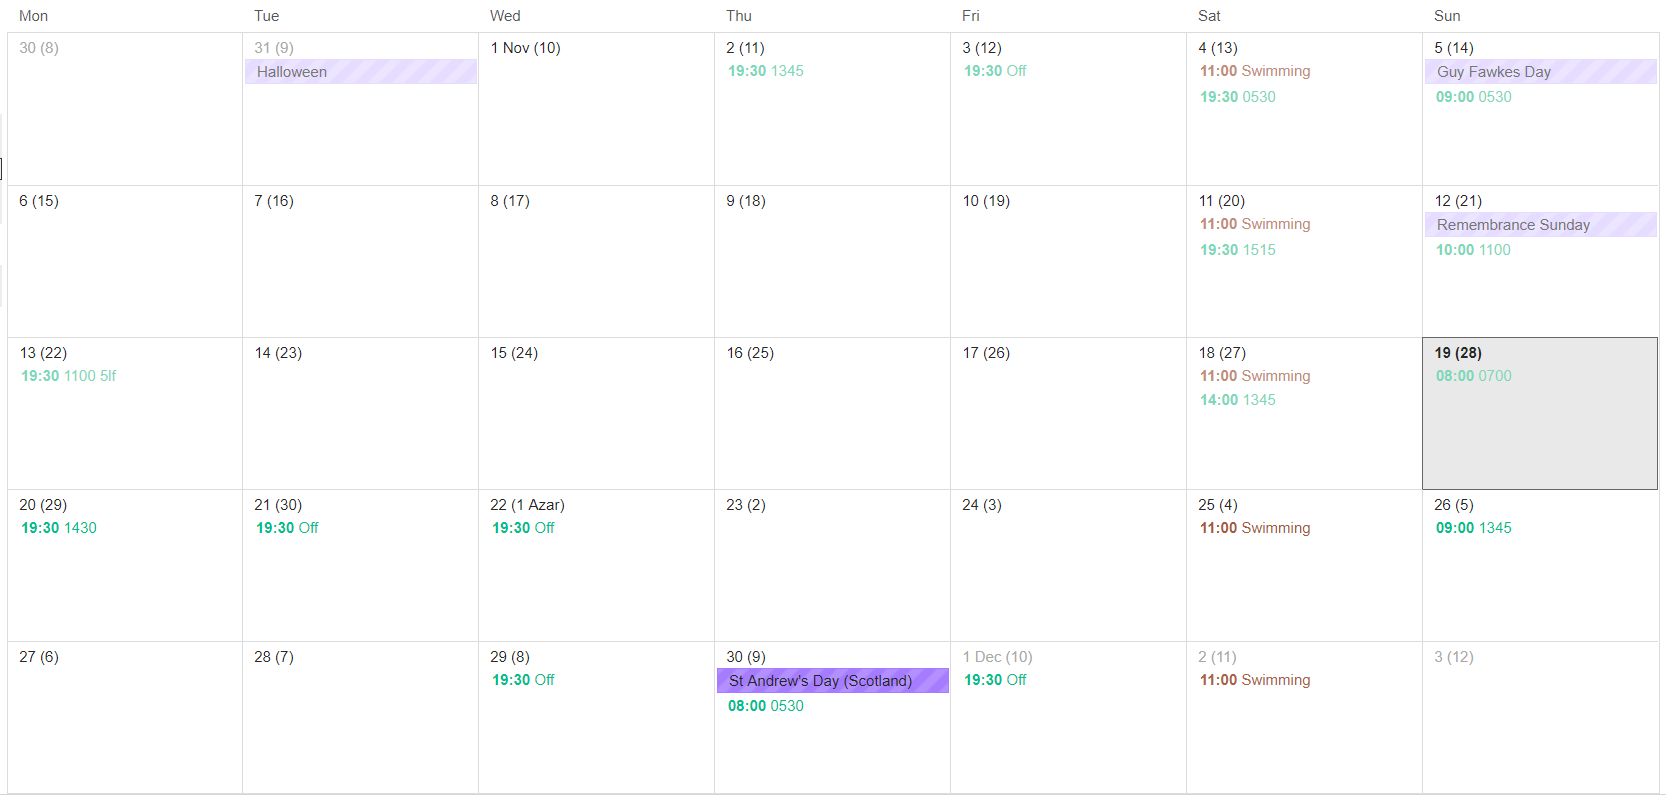 Mon Tue Wed Thu Fri Sat Sun
30 (8)
31 (9)
Halloween
1 Nov (10)
2 (11)
19:30 1345
3 (12)
19:30 Off
4 (13)
11:00 Swimming
19:30 0530
5 (14)
Guy Fawkes Day
09:00 0530
6 (15)
7 (16)
8 (17)
9 (18)
10 (19)
11 (20)
11:00 Swimming
19:30 1515
12 (21)
Remembrance Sunday
10:00 1100
13 (22)
19:30 1100 5lf
14 (23)
15 (24)
16 (25)
17 (26)
18 (27)
11:00 Swimming
14:00 1345
19 (28)
08:00 0700
20 (29)
19:30 1430
21 (30)
19:30 Off
22 (1 Azar)
19:30 Off
23 (2)
24 (3)
25 (4)
11:00 Swimming
26 (5)
09:00 1345
27 (6)
28 (7)
29 (8)
19:30 Off
30 (9)
St Andrew's Day (Scotland)
08:00 0530
1 Dec (10)
19:30 Off
2 (11)
11:00 Swimming
3 (12)